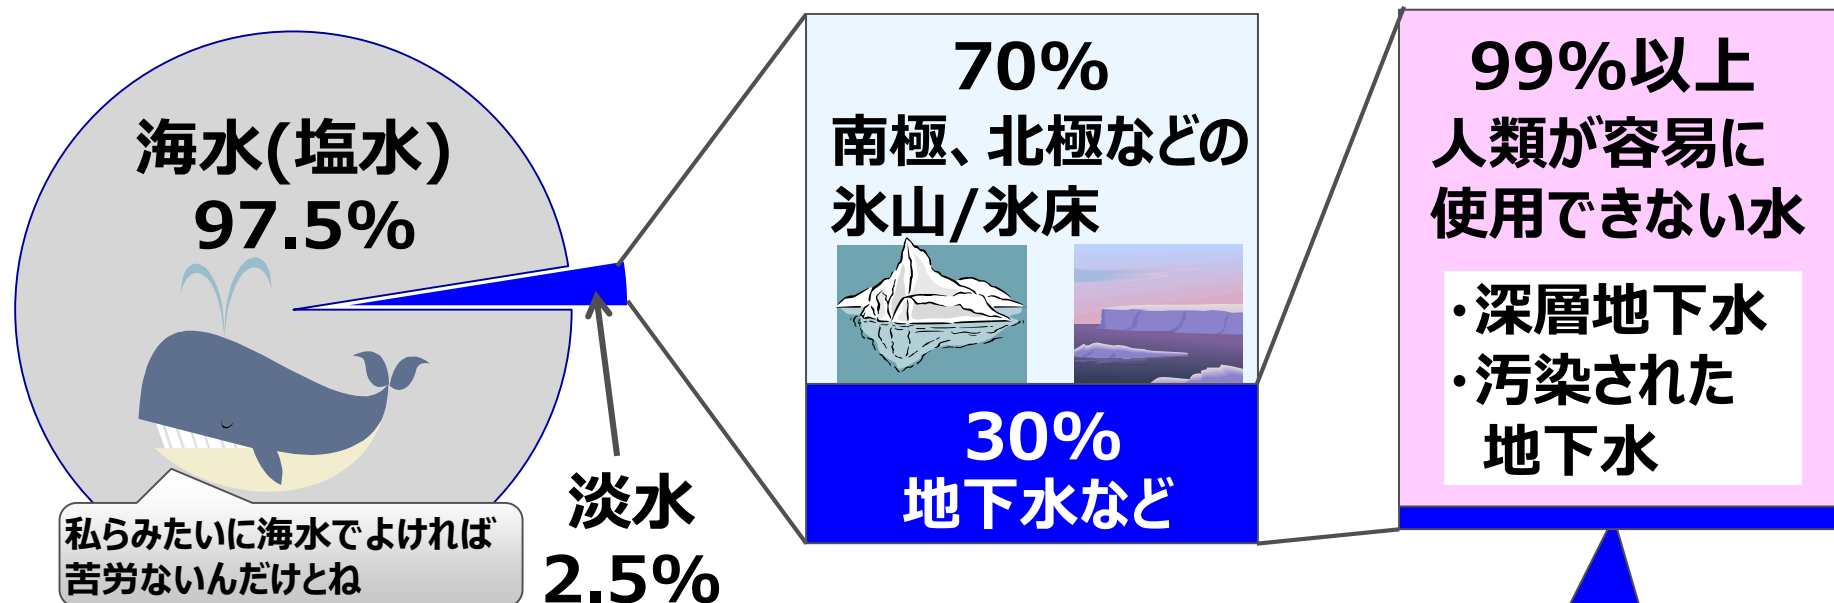 海水(塩水)
97.5%
私らみたいに海水でよければ
苦労ないんだけとね
淡水
2.5%
70%
南極、北極などの
氷山/氷床
30%
地下水など
99%以上
人類が容易に
使用できない水
・深層地下水
・汚染された
地下水